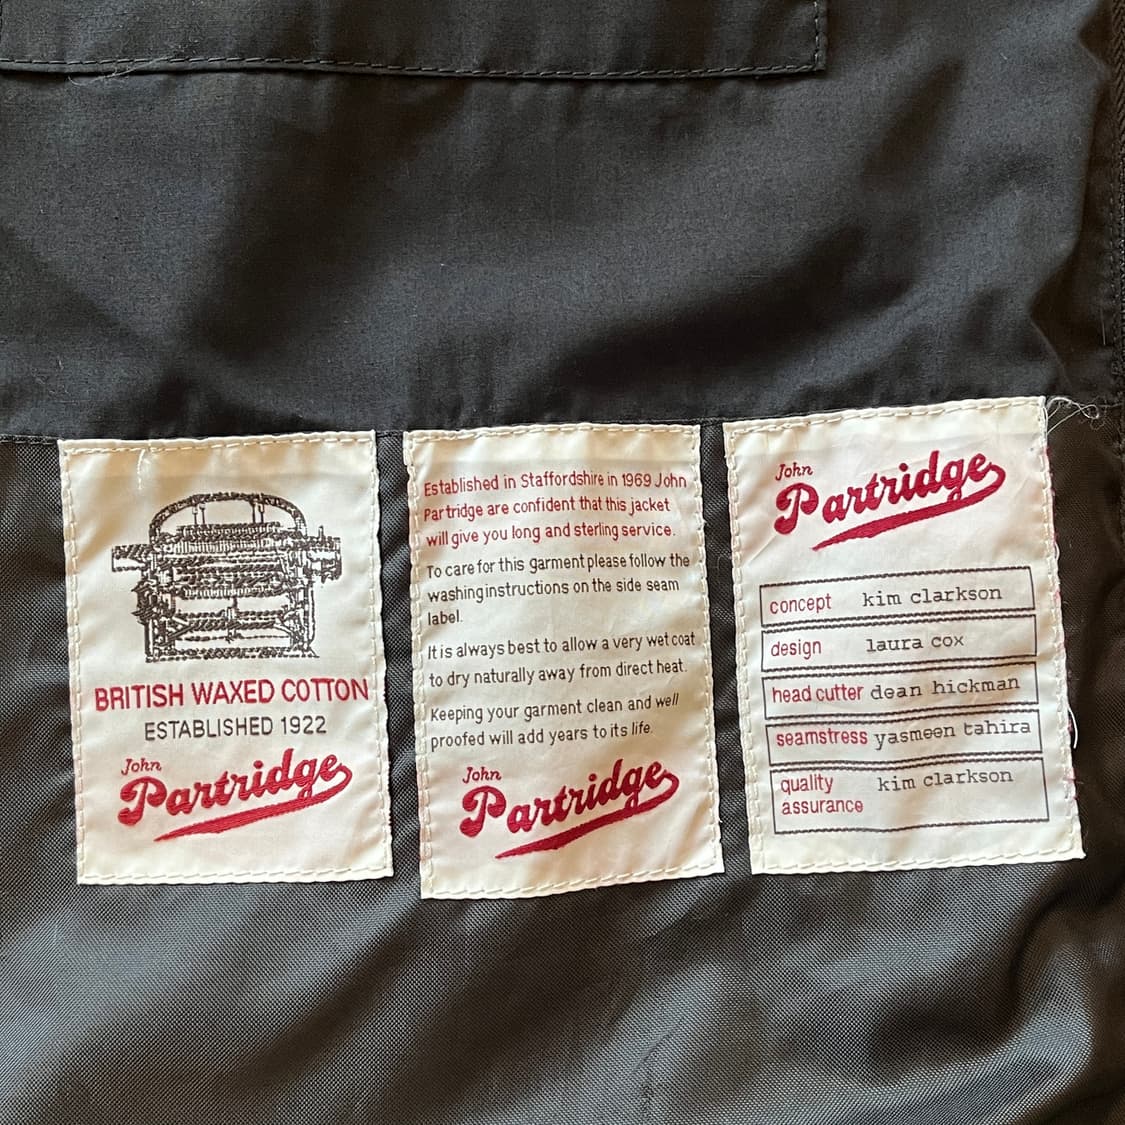 BRITISH WAXED COTTON
ESTABLISHED 1922
John
Partridge
Established in Staffordshire in 1969 John
Partridge are confident that this jacket
will give you long and sterling service.
To care for this garment please follow the
washing instructions on the side seam
label.
It is always best to allow a very wet coat
to dry naturally away from direct heat.
Keeping your garment clean and well
proofed will add years to its life.
John
Partridge
John
Partridge
concept kim clarkson
design laura cox
head cutter dean hickman
seamstress yasmeen tahira
quality kim clarkson
assurance